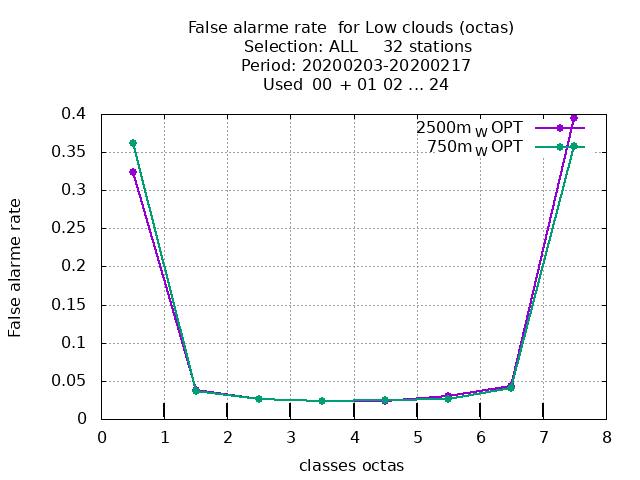 False alarme rate for Low clouds (octas)
Selection: ALL 32 stations
Period: 20200203-20200217
Used 00 + 01 02 ... 24
2500m W OPT
750m W OPT
0.4
0.35
0.3
0.25
0.2
0.15
0.1
0.05
0
False alarme rate
0 1 2 3 4 5 6 7 8
classes octas